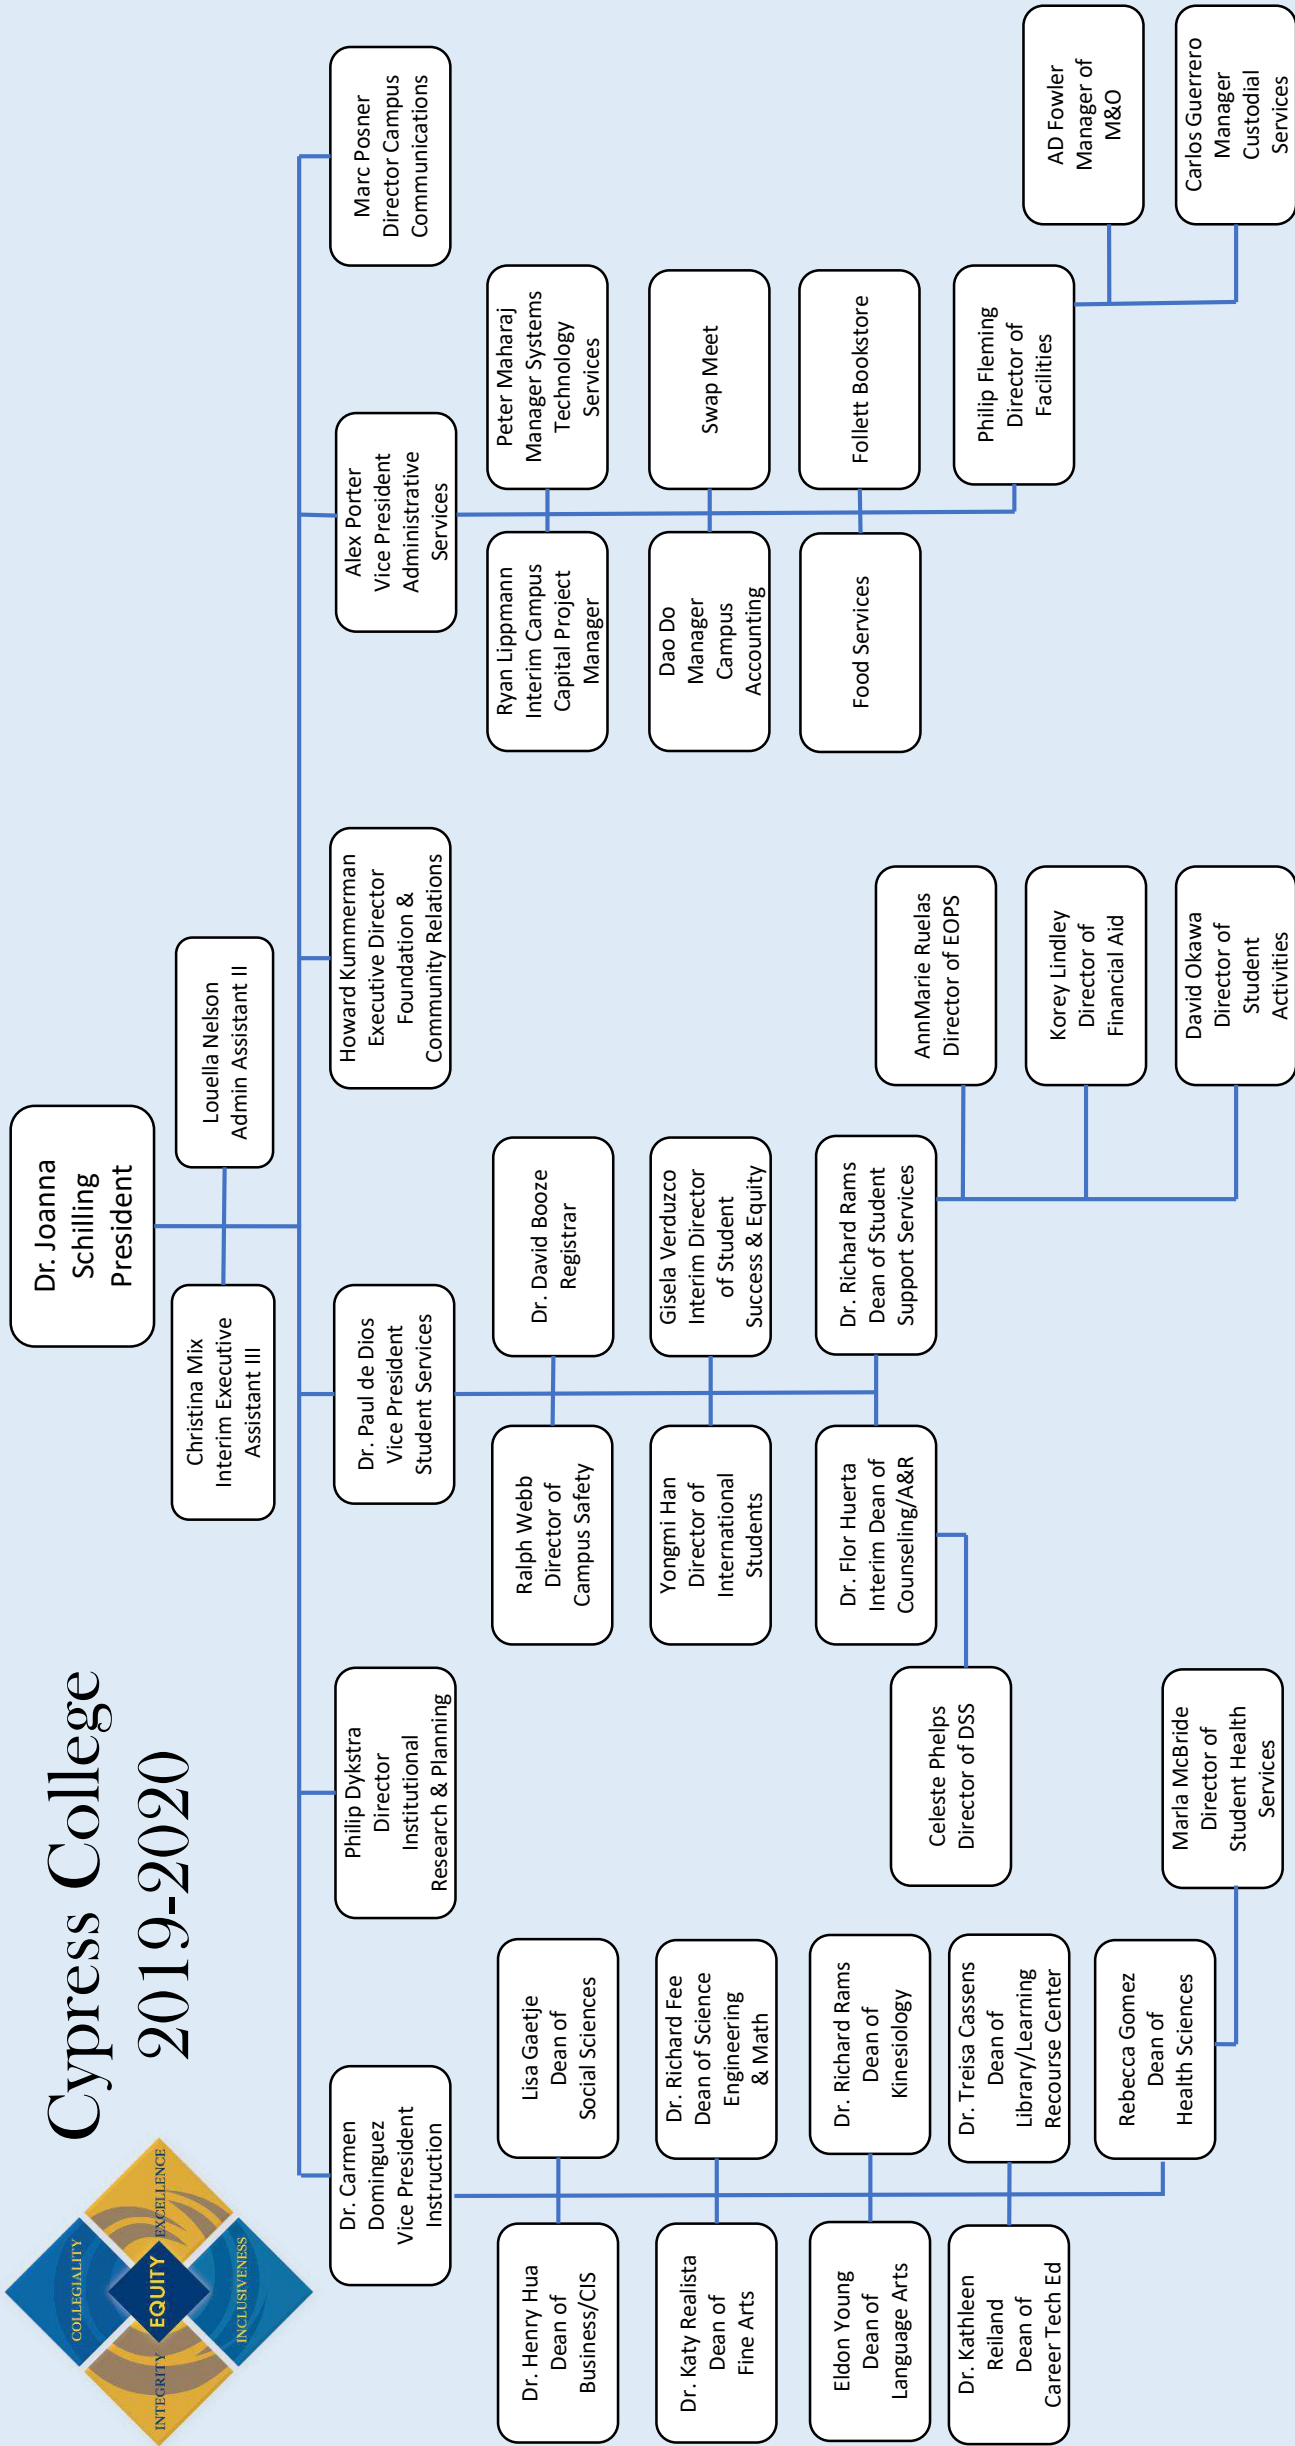 COLLEGIALITY
INTEGRITY
EQUITY
EXCELLENCE
INCLUSIVENESS
Cypress College
2019-2020
Dr. Joanna
Schilling
President
Christina Mix
Interim Executive
Assistant III
Louella Nelson
Admin Assistant II
Dr. Carmen
Dominguez
Vice President
Instruction
Philip Dykstra
Director
Institutional
Research & Planning
Dr. Paul de Dios
Vice President
Student Services
Howard Kummerman
Executive Director
Foundation &
Community Relations
Alex Porter
Vice President
Administrative
Services
Marc Posner
Director Campus
Communications
Dr. Henry Hua
Dean of
Business/CIS
Lisa Gaetje
Dean of
Social Sciences
Dr. Katy Realista
Dean of
Fine Arts
Dr. Richard Fee
Dean of Science
Engineering
& Math
Eldon Young
Dean of
Language Arts
Dr. Richard Rams
Dean of
Kinesiology
Dr. Kathleen
Reiland
Dean of
Career Tech Ed
Dr. Treisa Cassens
Dean of
Library/Learning
Recourse Center
Rebecca Gomez
Dean of
Health Sciences
Marla McBride
Director of
Student Health
Services
Ralph Webb
Director of
Campus Safety
Dr. David Booze
Registrar
Yongmi Han
Director of
International
Students
Gisela Verduzco
Interim Director
of Student
Success & Equity
Dr. Flor Huerta
Interim Dean of
Counseling/A&R
Dr. Richard Rams
Dean of Student
Support Services
Celeste Phelps
Director of DSS
AnnMarie Ruelas
Director of EOPS
Korey Lindley
Director of
Financial Aid
David Okawa
Director of
Student
Activities
Ryan Lippmann
Interim Campus
Capital Project
Manager
Peter Maharaj
Manager Systems
Technology
Services
Dao Do
Manager
Campus
Accounting
Swap Meet
Food Services
Follett Bookstore
Philip Fleming
Director of
Facilities
AD Fowler
Manager of
M&O
Carlos Guerrero
Manager
Custodial
Services